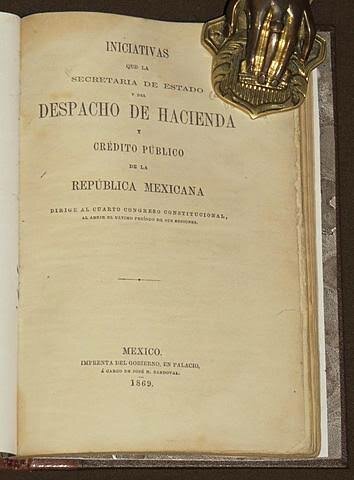 INICIATIVAS
QUE LA
SECRETARIA DE ESTADO
Y DEL
DESPACHO DE HACIENDA
Y
CRÉDITO PÚBLICO
DE LA
REPÚBLICA MEXICANA
DIRIGE AL CUARTO CONGRESO CONSTITUCIONAL,
AL ABRIR EL ULTIMO PERÍODO DE SUS SESIONES.
MEXICO.
IMPRENTA DEL GOBIERNO, EN PALACIO,
Á CARGO DE JOSÉ M. SANDOVAL.
1869.